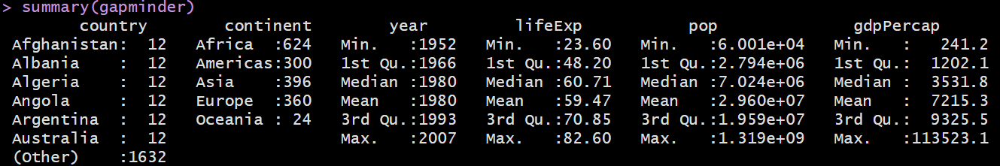 > summary(gapminder)
country continent year lifeExp pop gdpPercap
Afghanistan: 12 Africa :624 Min. :1952 Min. :23.60 Min. :6.001e+04 Min. : 241.2
Albania : 12 Americas:300 1st Qu.:1966 1st Qu.:48.20 1st Qu.:2.794e+06 1st Qu.: 1202.1
Algeria : 12 Asia :396 Median :1980 Median :60.71 Median :7.024e+06 Median : 3531.8
Angola : 12 Europe :360 Mean :1980 Mean :59.47 Mean :2.960e+07 Mean : 7215.3
Argentina : 12 Oceania : 24 3rd Qu.:1993 3rd Qu.:70.85 3rd Qu.:1.959e+07 3rd Qu.: 9325.5
Australia : 12 Max. :2007 Max. :82.60 Max. :1.319e+09 Max. :113523.1
(Other) :1632